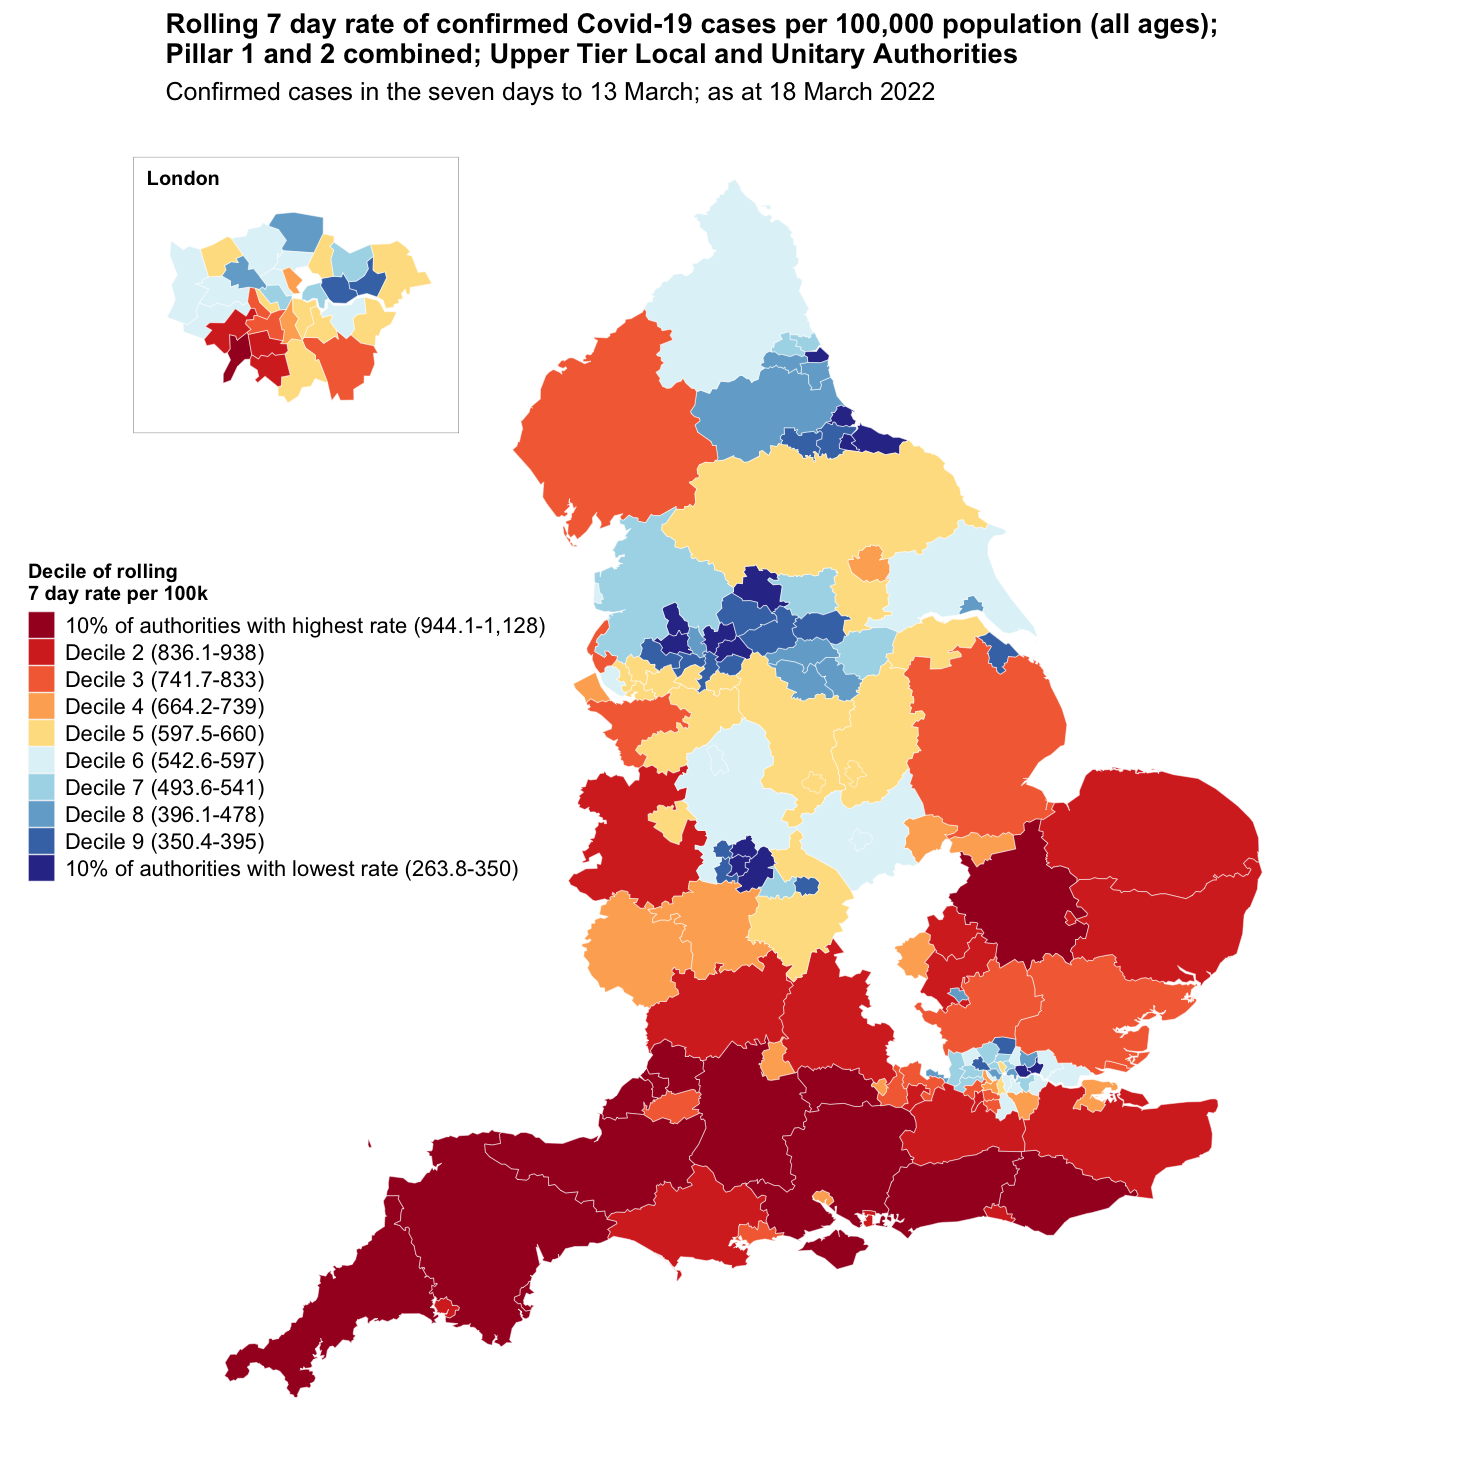 Rolling 7 day rate of confirmed Covid-19 cases per 100,000 population (all ages);
Pillar 1 and 2 combined; Upper Tier Local and Unitary Authorities
Confirmed cases in the seven days to 13 March; as at 18 March 2022
London
Decile of rolling
7 day rate per 100k
10% of authorities with highest rate (944.1-1,128)
Decile 2 (836.1-938)
Decile 3 (741.7-833)
Decile 4 (664.2-739)
Decile 5 (597.5-660)
Decile 6 (542.6-597)
Decile 7 (493.6-541)
Decile 8 (396.1-478)
Decile 9 (350.4-395)
10% of authorities with lowest rate (263.8-350)